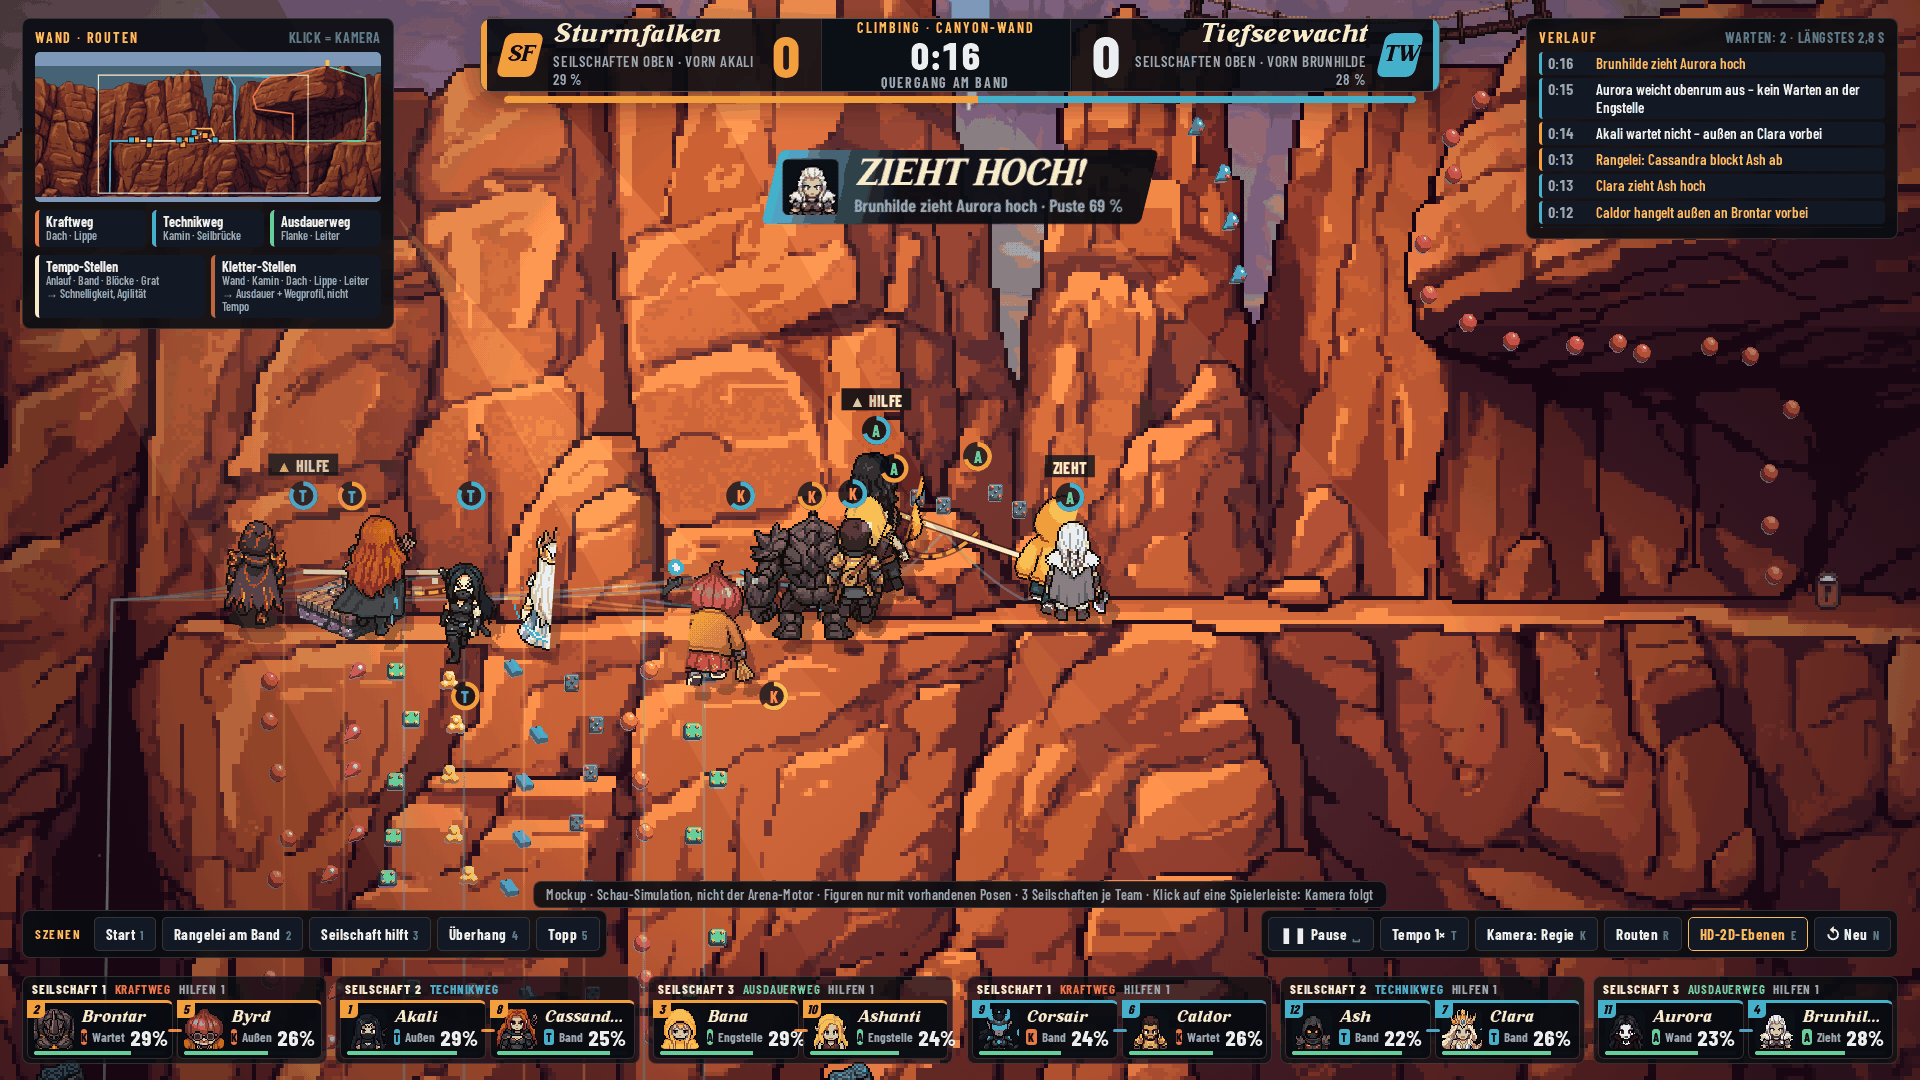 WAND · ROUTEN KLICK = KAMERA
Kraftweg
Dach · Lippe
Technikweg
Kamin · Seilbrücke
Ausdauerweg
Flanke · Leiter
Tempo-Stellen
Anlauf · Band · Blöcke · Grat
→ Schnelligkeit, Agilität
Kletter-Stellen
Wand · Kamin · Dach · Lippe · Leiter
→ Ausdauer + Wegprofil, nicht
Tempo
SF
Sturmfalken
SEILSCHAFTEN OBEN · VORN AKALI
29 %
0
CLIMBING · CANYON-WAND
0:16
QUERGANG AM BAND
0
Tiefseewacht
SEILSCHAFTEN OBEN · VORN BRUNHILDE
28 %
TW
ZIEHT HOCH!
Brunhilde zieht Aurora hoch · Puste 69 %
VERLAUF WARTEN: 2 · LÄNGSTES 2,8 S
0:16 Brunhilde zieht Aurora hoch
0:15 Aurora weicht obenrum aus – kein Warten an der
Engstelle
0:14 Akali wartet nicht – außen an Clara vorbei
0:13 Rangelei: Cassandra blockt Ash ab
0:13 Clara zieht Ash hoch
0:12 Caldor hangelt außen an Brontar vorbei
▲ HILFE
A
A
A
▲ HILFE
ZIEHT
T
T
T
K
K
K
A
T
K
Mockup · Schau-Simulation, nicht der Arena-Motor · Figuren nur mit vorhandenen Posen · 3 Seilschaften je Team · Klick auf eine Spielerleiste: Kamera folgt
SZENEN
Start 1
Rangelei am Band 2
Seilschaft hilft 3
Überhang 4
Topp 5
❚❚ Pause ␣
Tempo 1× T
Kamera: Regie K
Routen R
HD-2D-Ebenen E
↺ Neu N
SEILSCHAFT 1 KRAFTWEG HILFEN 1
2 Brontar
K Wartet 29%
5 Byrd
K Außen 26%
SEILSCHAFT 2 TECHNIKWEG
1 Akali
T Außen 29%
8 Cassand...
T Band 25%
SEILSCHAFT 3 AUSDAUERWEG HILFEN 1
3 Bana
A Engstelle 29%
10 Ashanti
A Engstelle 24%
SEILSCHAFT 1 KRAFTWEG HILFEN 1
9 Corsair
K Band 24%
6 Caldor
K Wartet 26%
SEILSCHAFT 2 TECHNIKWEG HILFEN 1
12 Ash
T Band 22%
7 Clara
T Band 26%
SEILSCHAFT 3 AUSDAUERWEG HILFEN 1
11 Aurora
A Wand 23%
4 Brunhil...
A Zieht 28%